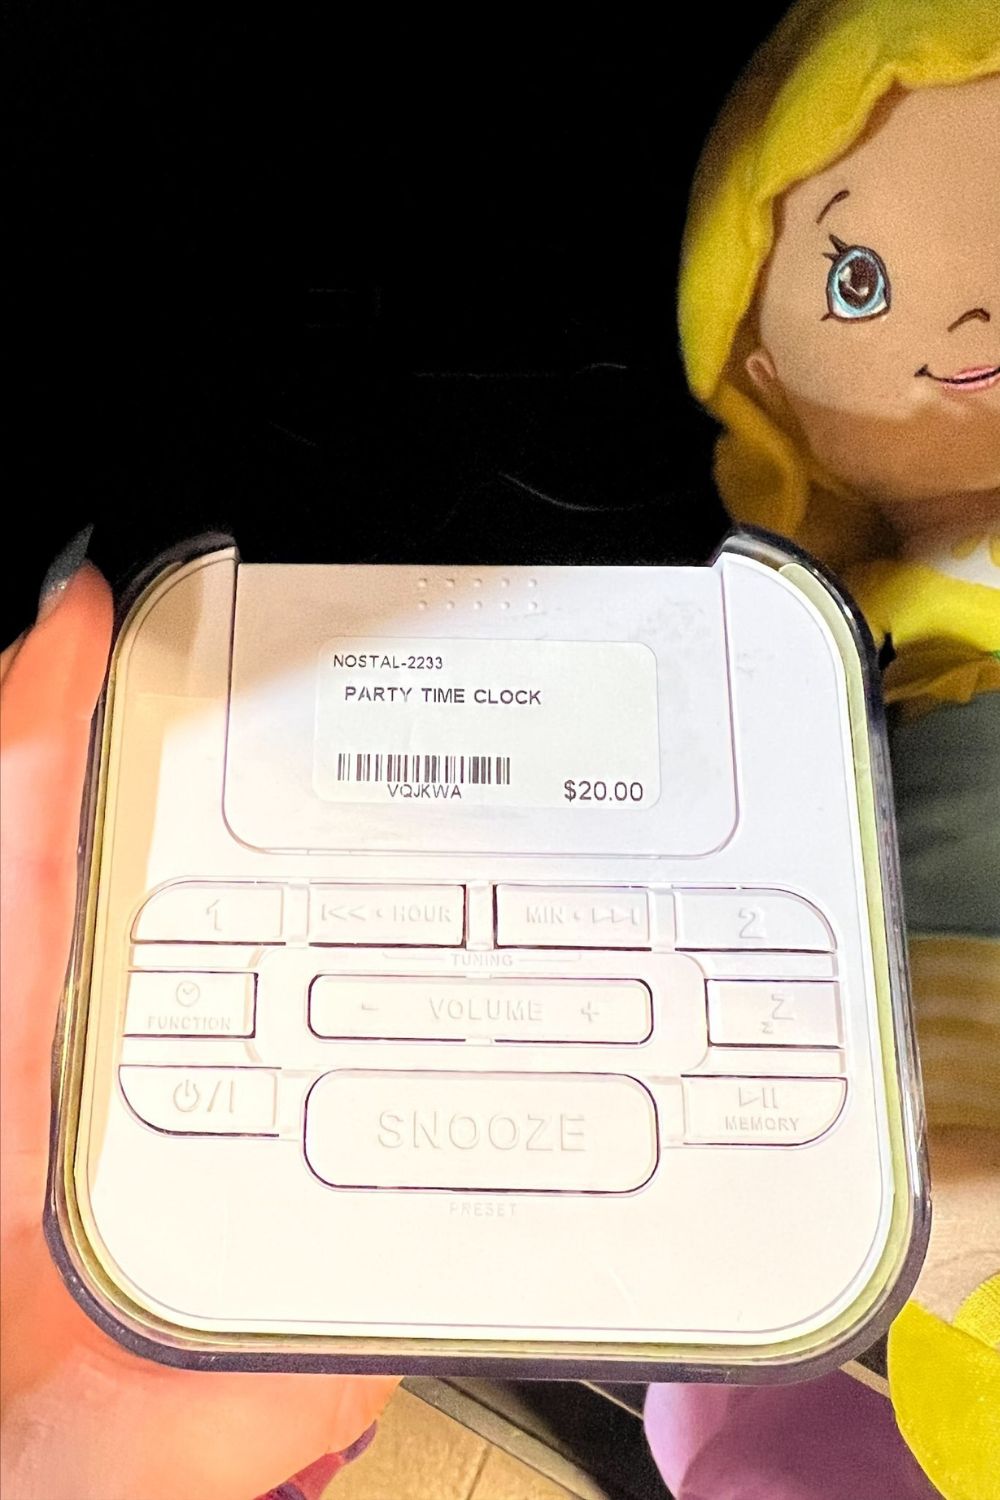 NOSTAL-2233
PARTY TIME CLOCK
VQJKWA
$20.00
1
HOUR
MIN
2
TUNING
FUNCTION
- VOLUME +
Z z
SNOOZE
MEMORY
PRESET